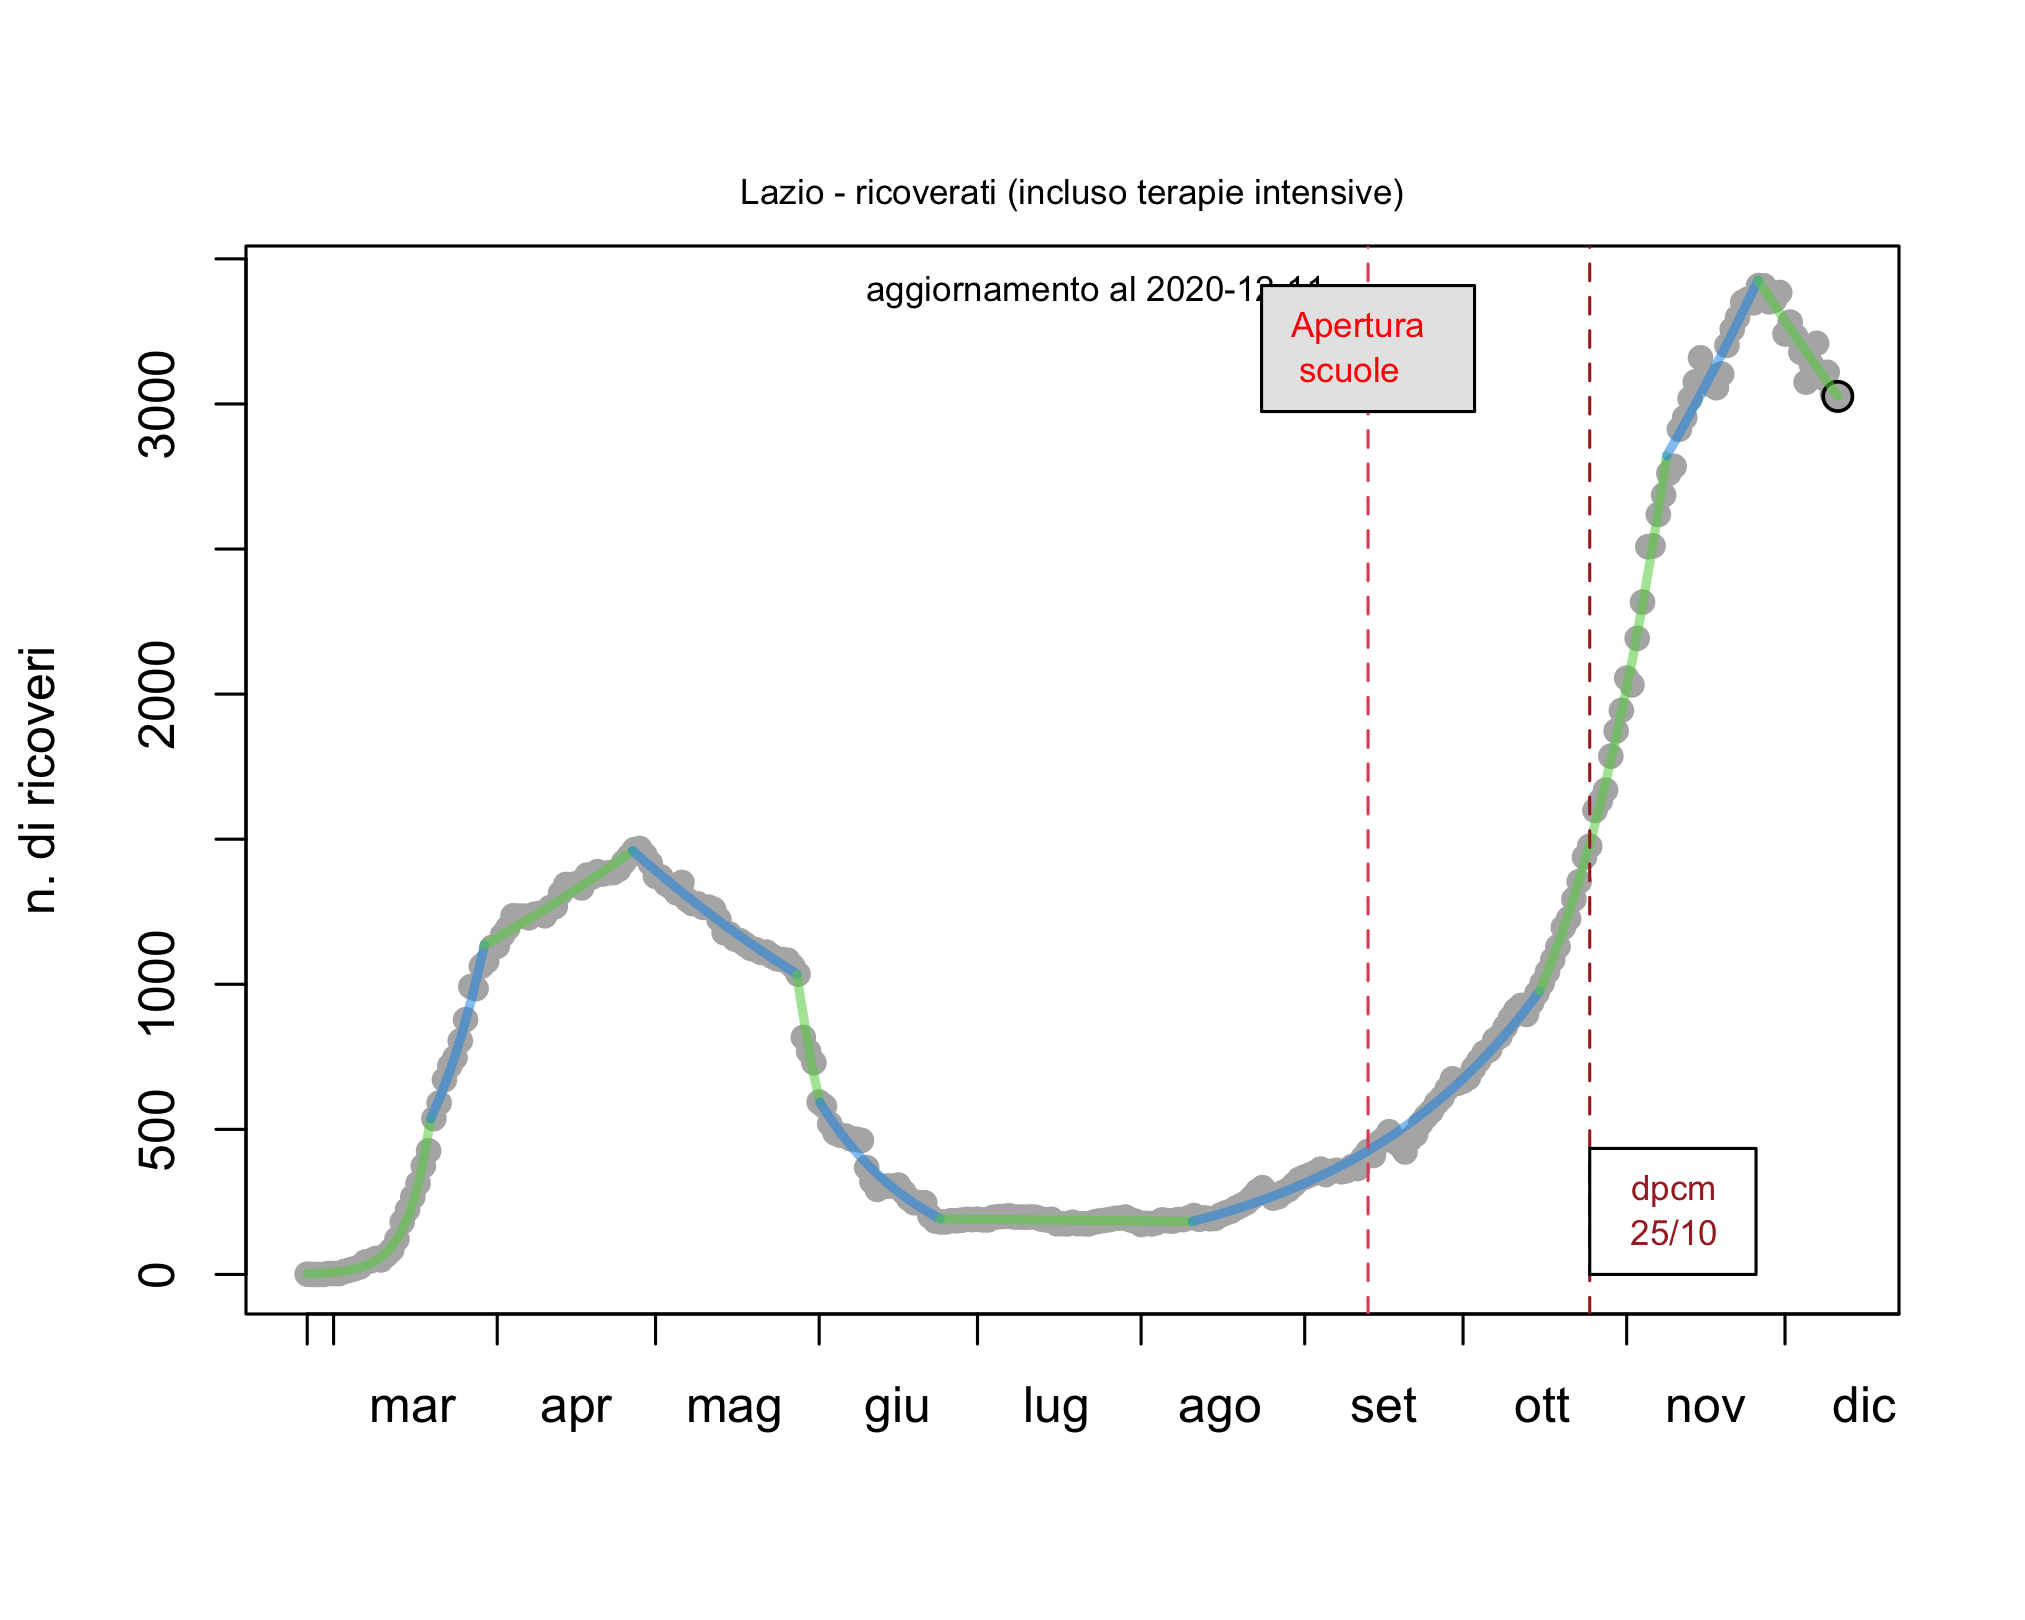 Lazio - ricoverati (incluso terapie intensive)
aggiornamento al 2020-12-11
Apertura
scuole
n. di ricoveri
3000
2000
1000
500
0
dpcm
25/10
mar apr mag giu lug ago set ott nov dic